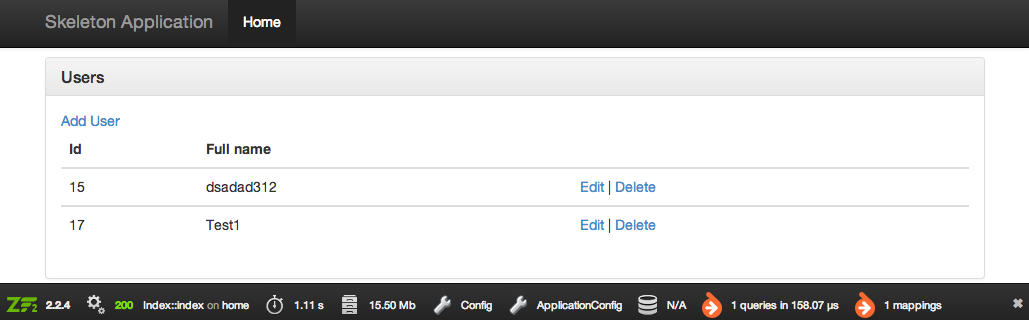 Skeleton Application Home
Users
Add User
Id Full name
15 dsadad312 Edit | Delete
17 Test1 Edit | Delete
ZF2 2.2.4 200 Index::index on home 1.11 s 15.50 Mb Config ApplicationConfig N/A 1 queries in 158.07 µs 1 mappings